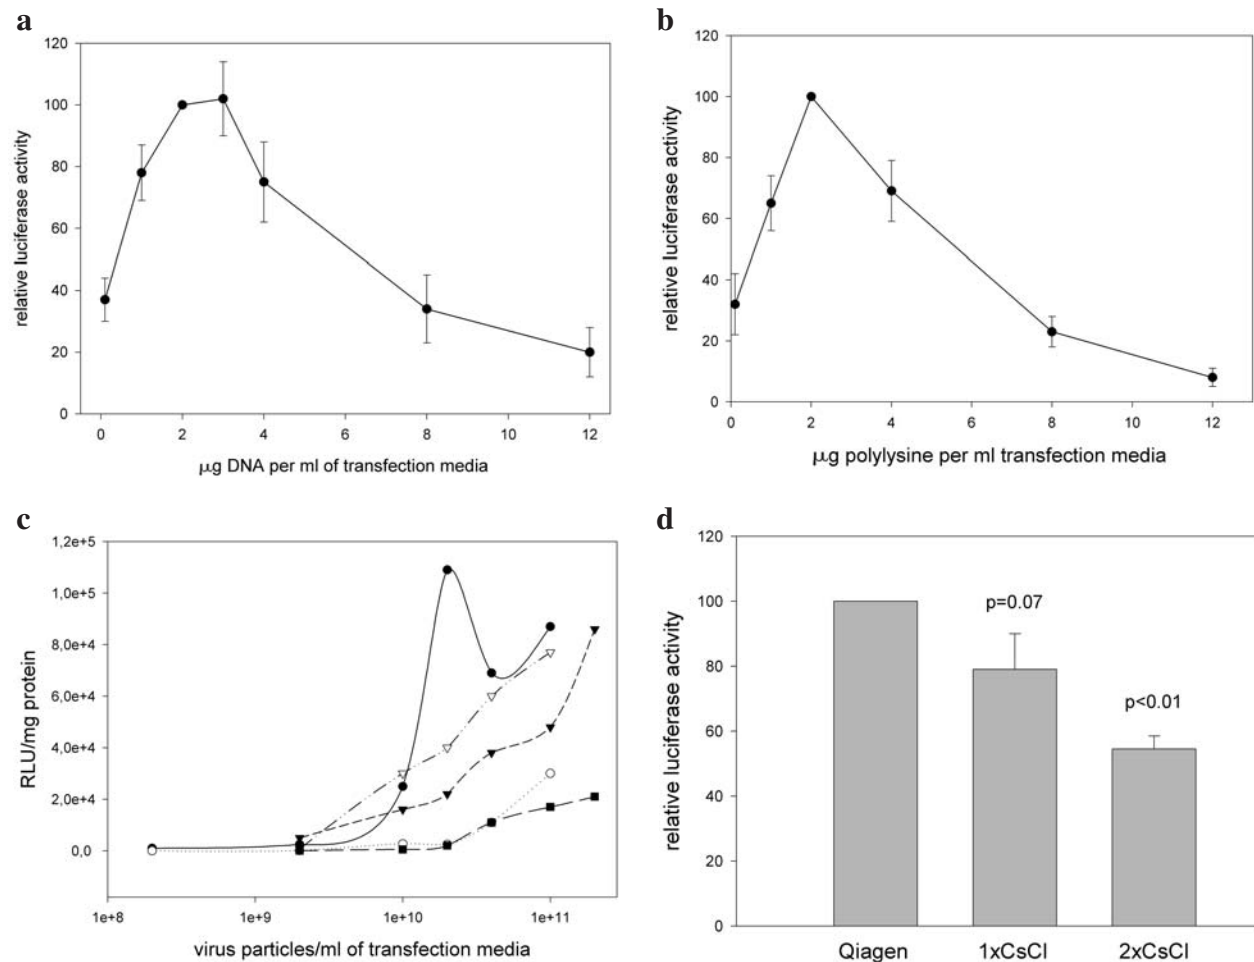 a
120
100
80
60
40
20
0
relative luciferase activity
0 2 4 6 8 10 12
μg DNA per ml of transfection media
b
120
100
80
60
40
20
0
relative luciferase activity
0 2 4 6 8 10 12
μg polylysine per ml transfection media
c
1,2e+5
1,0e+5
8,0e+4
6,0e+4
4,0e+4
2,0e+4
0,0
RLU/mg protein
1e+8 1e+9 1e+10 1e+11
virus particles/ml of transfection media
d
120
100
80
60
40
20
0
relative luciferase activity
p=0.07
p<0.01
Qiagen 1xCsCl 2xCsCl